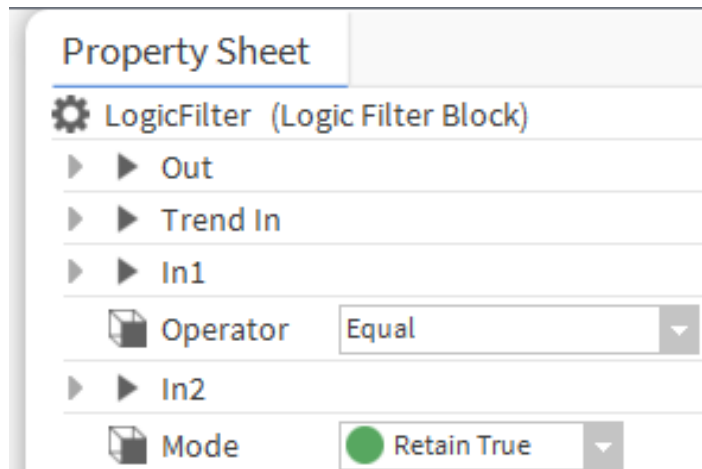 Property Sheet
LogicFilter (Logic Filter Block)
Out
Trend In
In1
Operator Equal
In2
Mode Retain True